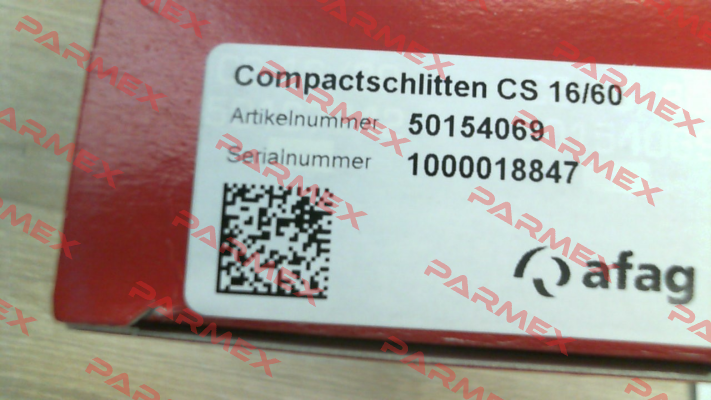 Compactschlitten CS 16/60
Artikelnummer 50154069
Serialnummer 1000018847
afag
PARMEX